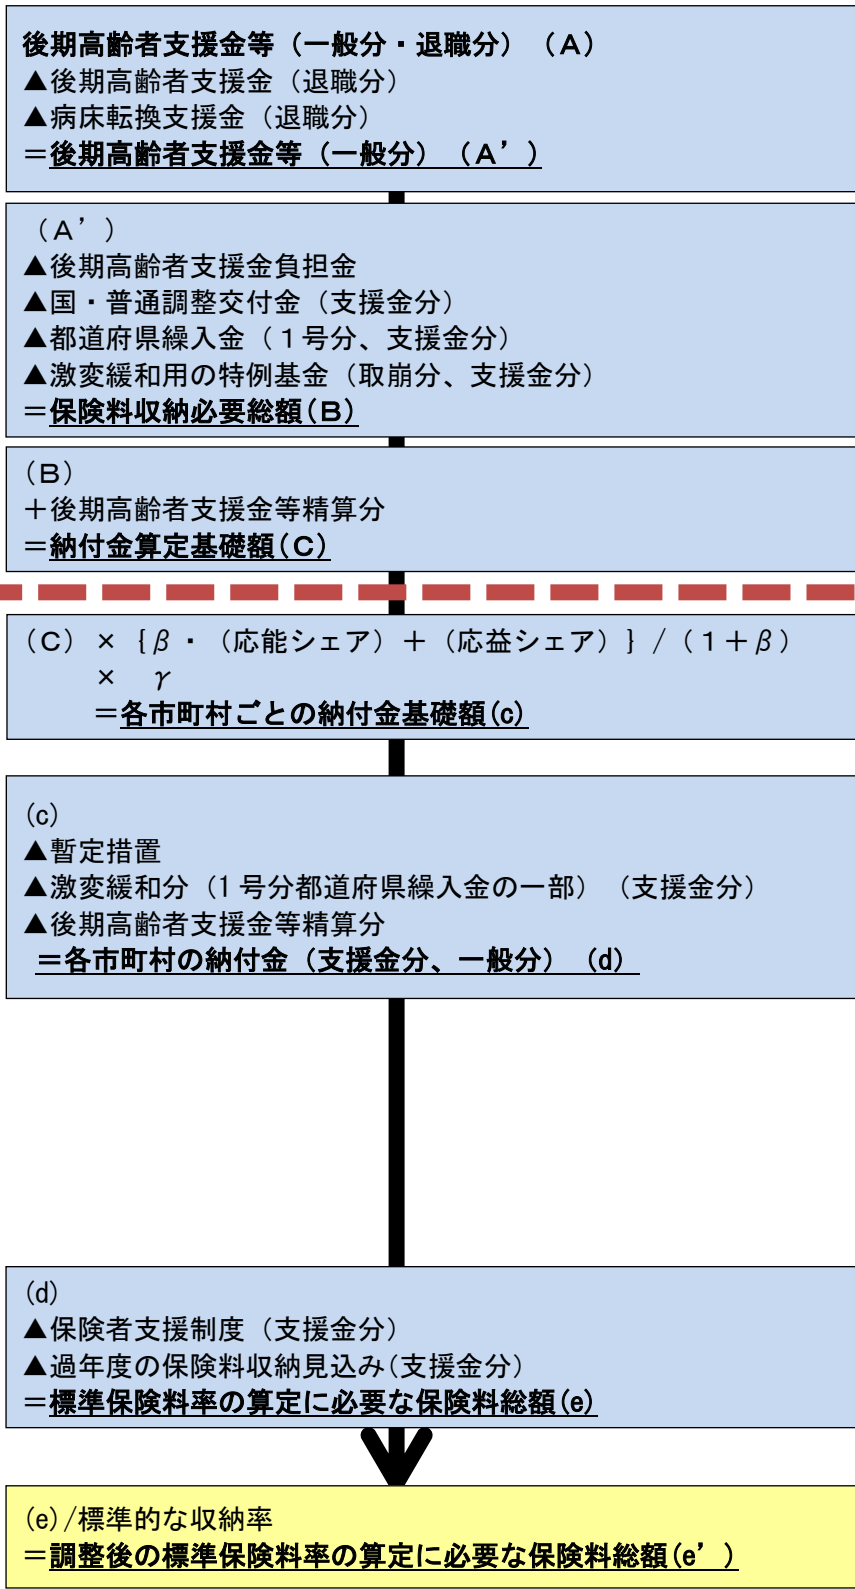 後期高齢者支援金等（一般分・退職分）（Ａ）
▲後期高齢者支援金（退職分）
▲病床転換支援金（退職分）
＝後期高齢者支援金等（一般分）（Ａ’）
（Ａ’）
▲後期高齢者支援金負担金
▲国・普通調整交付金（支援金分）
▲都道府県繰入金（１号分、支援金分）
▲激変緩和用の特例基金（取崩分、支援金分）
＝保険料収納必要総額(Ｂ)
（Ｂ）
＋後期高齢者支援金等精算分
＝納付金算定基礎額(Ｃ)
（Ｃ）×｛β・（応能シェア）＋（応益シェア）｝/（１＋β）
×　γ
＝各市町村ごとの納付金基礎額(c)
(c)
▲暫定措置
▲激変緩和分（1号分都道府県繰入金の一部）（支援金分）
▲後期高齢者支援金等精算分
＝各市町村の納付金（支援金分、一般分）(d)
(d)
▲保険者支援制度（支援金分）
▲過年度の保険料収納見込み(支援金分）
＝標準保険料率の算定に必要な保険料総額(e)
(e)/標準的な収納率
＝調整後の標準保険料率の算定に必要な保険料総額(e’)